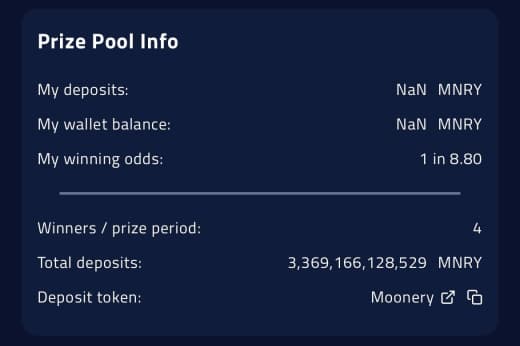 Prize Pool Info
My deposits: NaN MNRY
My wallet balance: NaN MNRY
My winning odds: 1 in 8.80
Winners / prize period: 4
Total deposits: 3,369,166,128,529 MNRY
Deposit token: Moonery